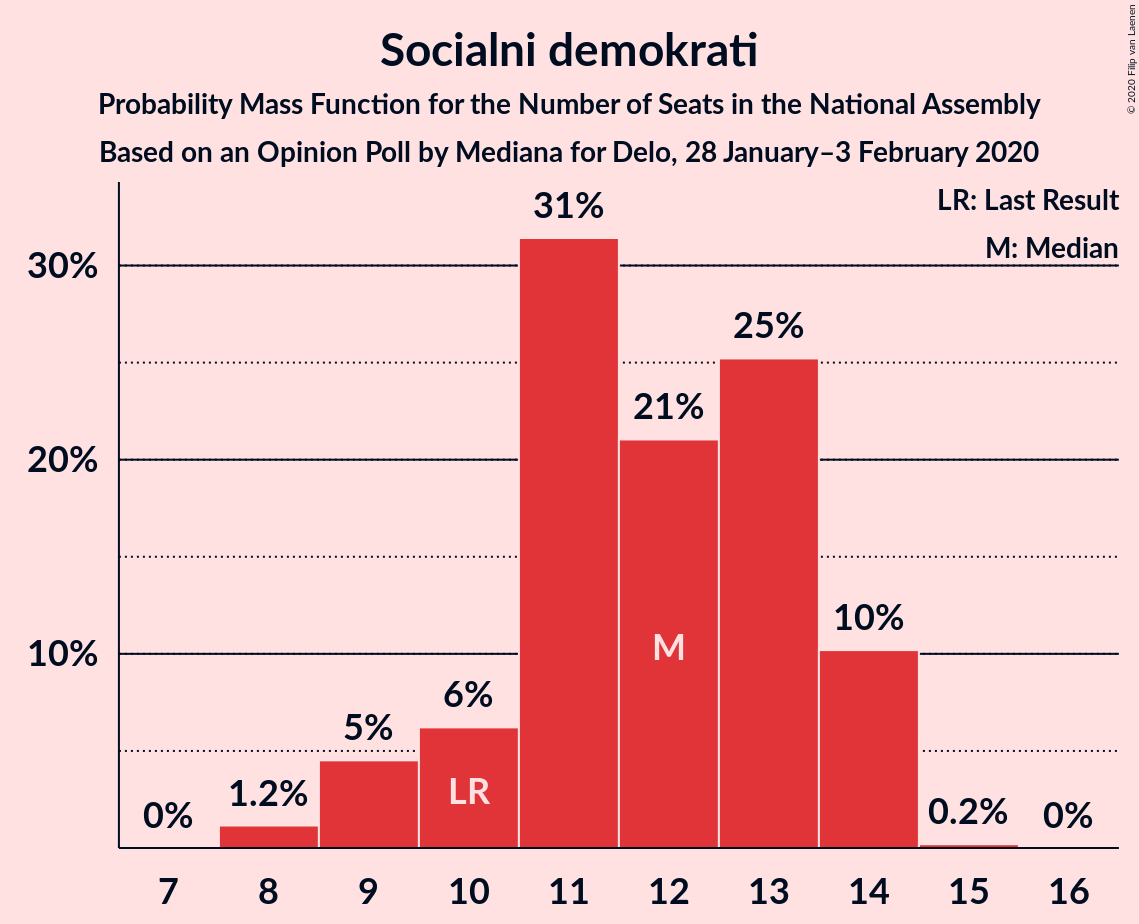 Socialni demokrati
Probability Mass Function for the Number of Seats in the National Assembly
Based on an Opinion Poll by Mediana for Delo, 28 January–3 February 2020
© 2020 Filip van Laenen
LR: Last Result
M: Median
30%
20%
10%
0%
1.2%
5%
6%
31%
21%
25%
10%
0.2%
0%
LR
M
7 8 9 10 11 12 13 14 15 16